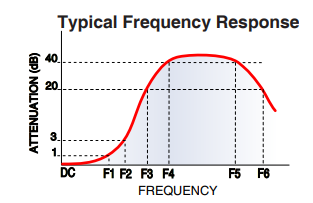 Typical Frequency Response
ATTENUATION (dB)
40
20
3
1
DC F1 F2 F3 F4 F5 F6
FREQUENCY